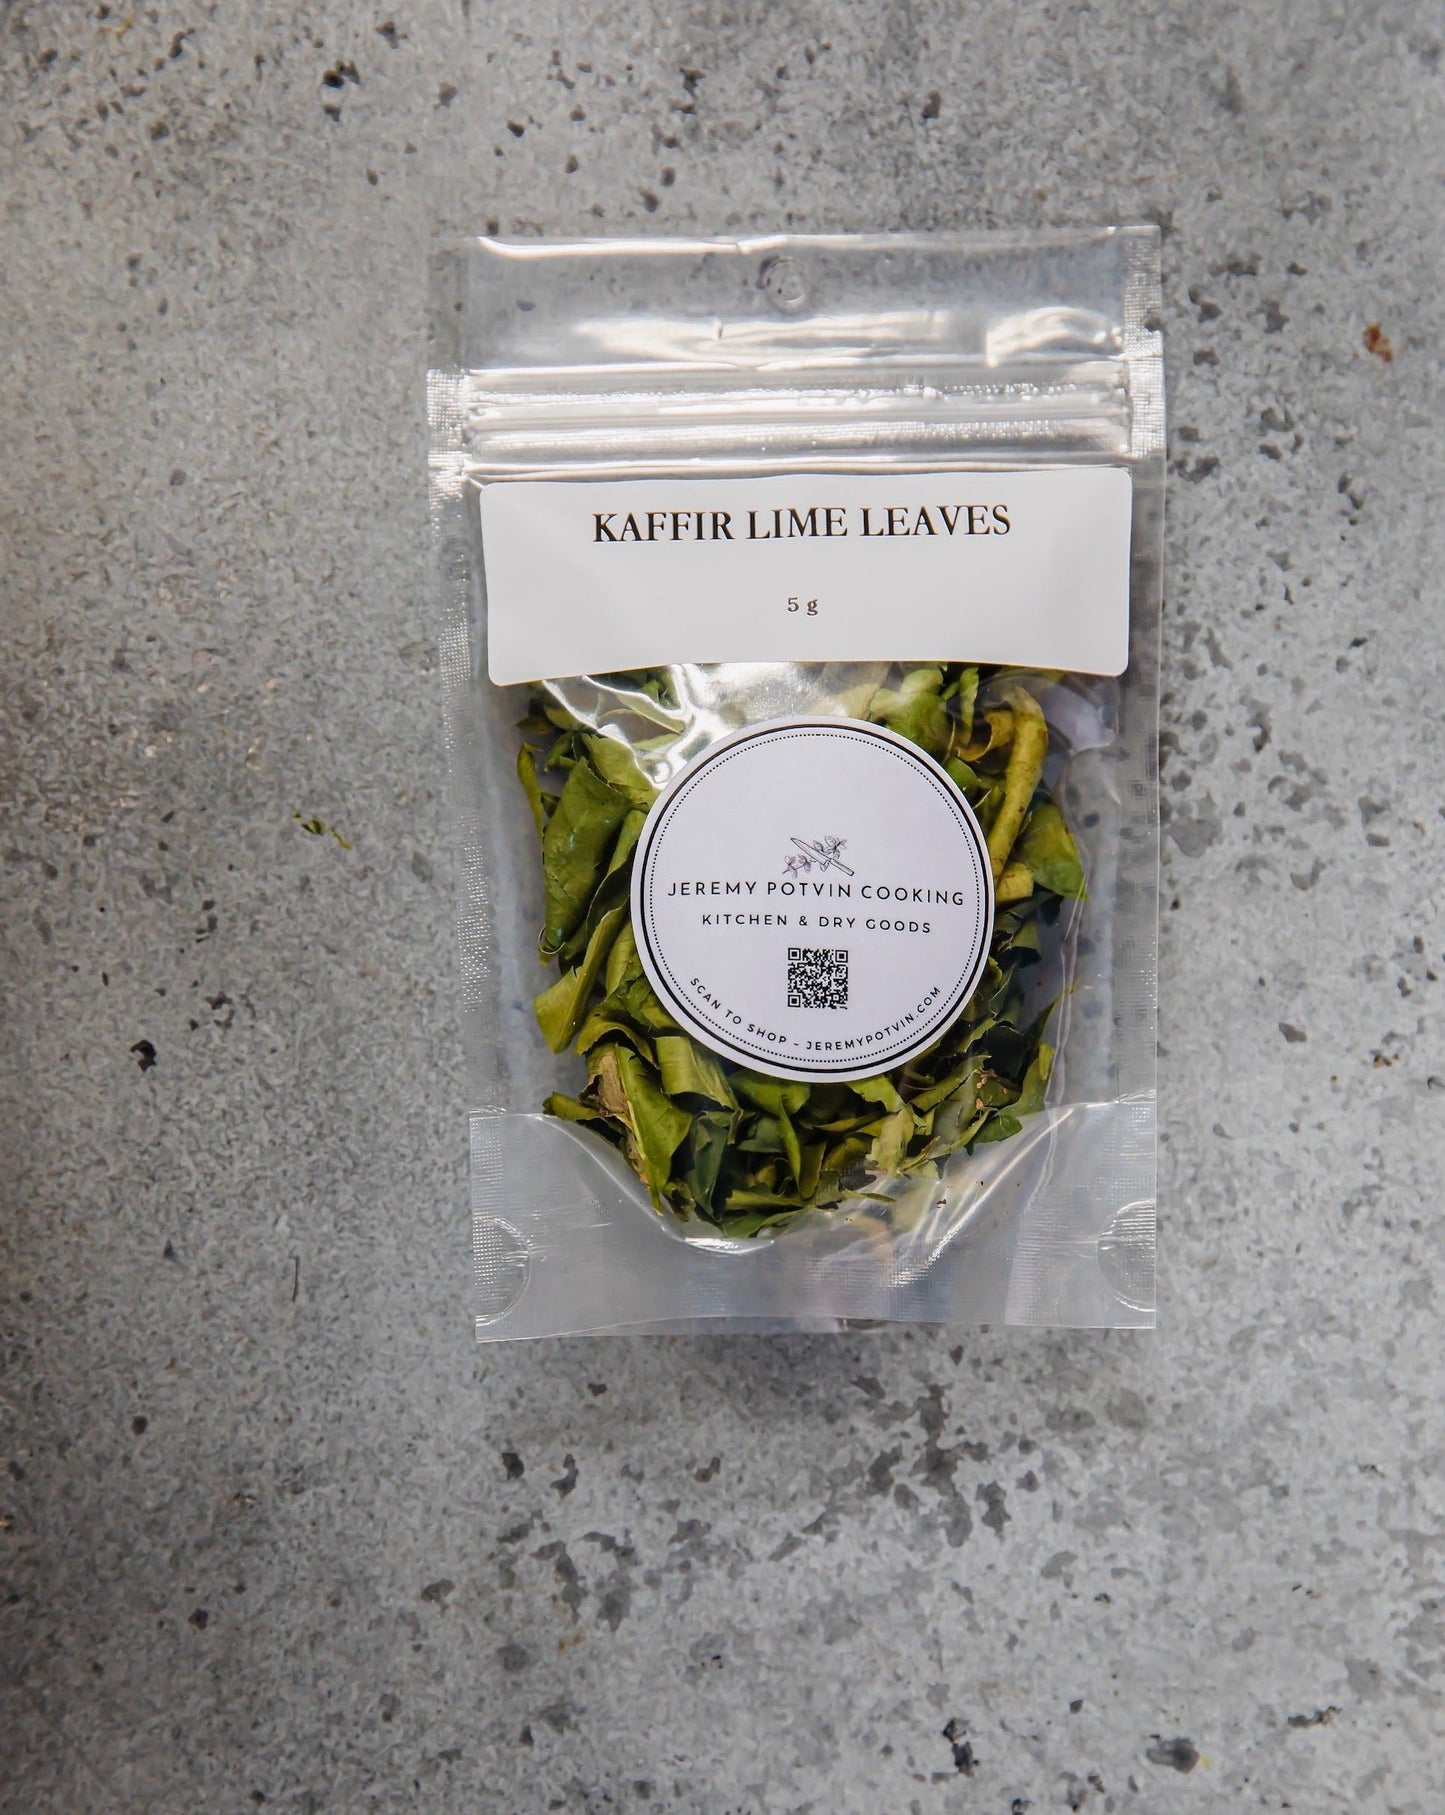 KAFFIR LIME LEAVES
5 g
JEREMY POTVIN COOKING
KITCHEN & DRY GOODS
SCAN TO SHOP - JEREMYPOTVIN.COM